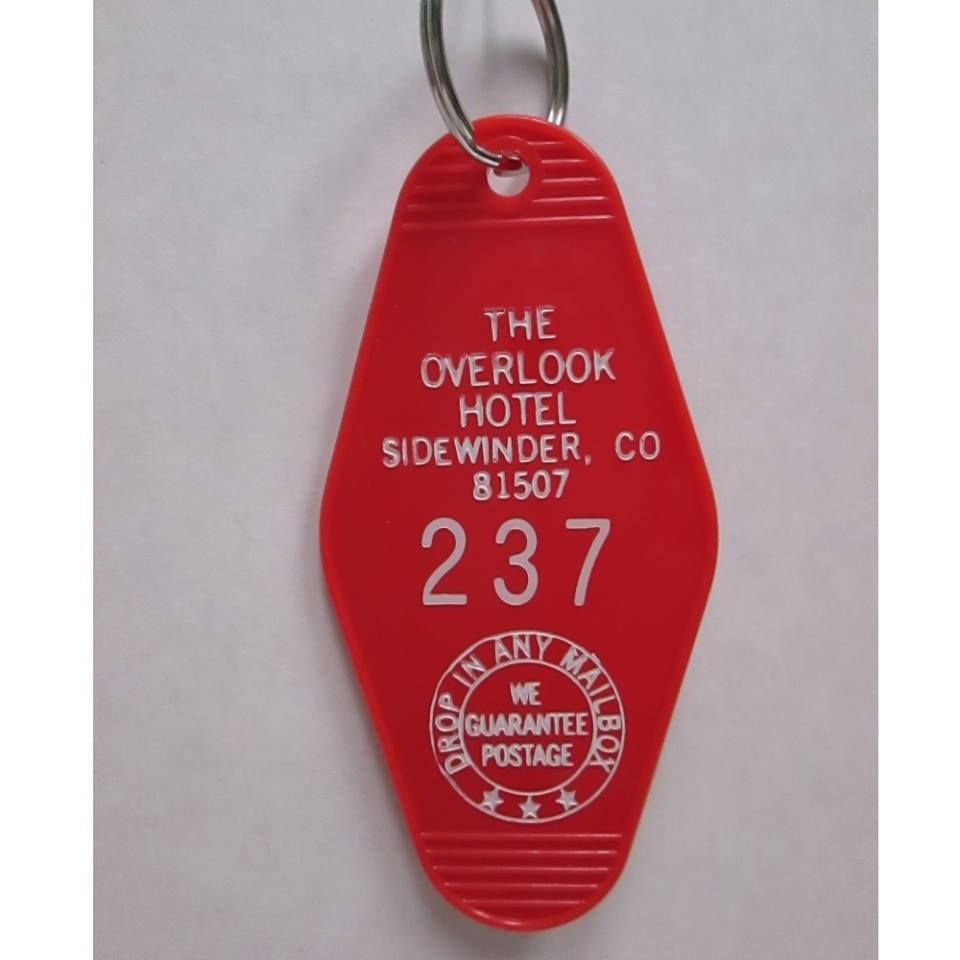 THE
OVERLOOK
HOTEL
SIDEWINDER, CO
81507
237
DROP IN ANY MAILBOX
WE
GUARANTEE
POSTAGE